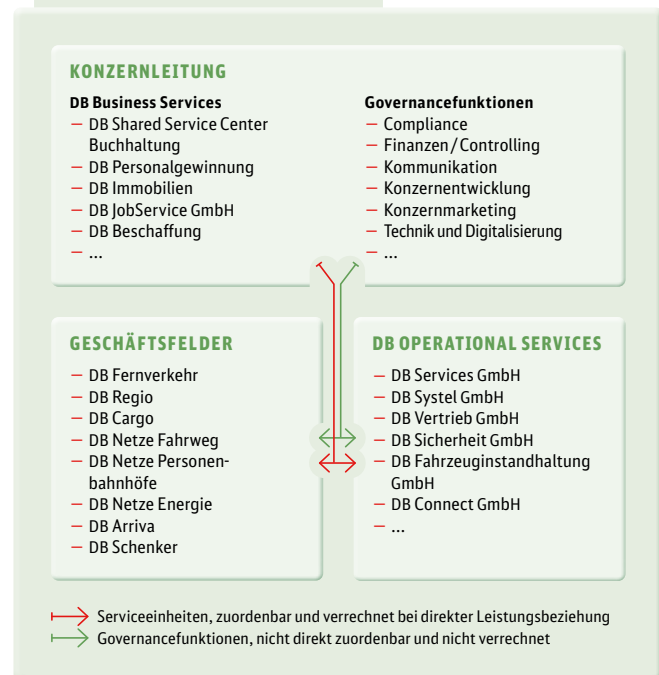 KONZERNLEITUNG
DB Business Services
– DB Shared Service Center
Buchhaltung
– DB Personalgewinnung
– DB Immobilien
– DB JobService GmbH
– DB Beschaffung
– ...
Governancefunktionen
– Compliance
– Finanzen / Controlling
– Kommunikation
– Konzernentwicklung
– Konzernmarketing
– Technik und Digitalisierung
– ...
GESCHÄFTSFELDER
– DB Fernverkehr
– DB Regio
– DB Cargo
– DB Netze Fahrweg
– DB Netze Personen-
bahnhöfe
– DB Netze Energie
– DB Arriva
– DB Schenker
DB OPERATIONAL SERVICES
– DB Services GmbH
– DB Systel GmbH
– DB Vertrieb GmbH
– DB Sicherheit GmbH
– DB Fahrzeuginstandhaltung
GmbH
– DB Connect GmbH
– ...
Serviceeinheiten, zuordenbar und verrechnet bei direkter Leistungsbeziehung
Governancefunktionen, nicht direkt zuordenbar und nicht verrechnet